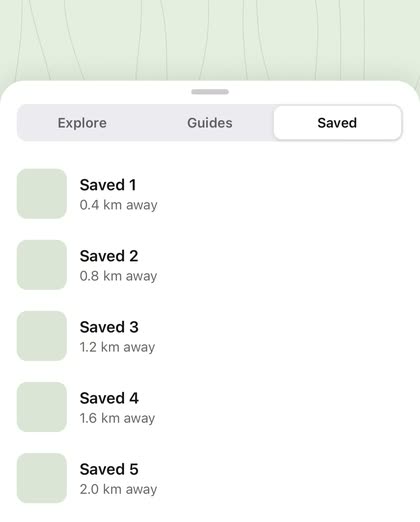 Explore
Guides
Saved
Saved 1
0.4 km away
Saved 2
0.8 km away
Saved 3
1.2 km away
Saved 4
1.6 km away
Saved 5
2.0 km away